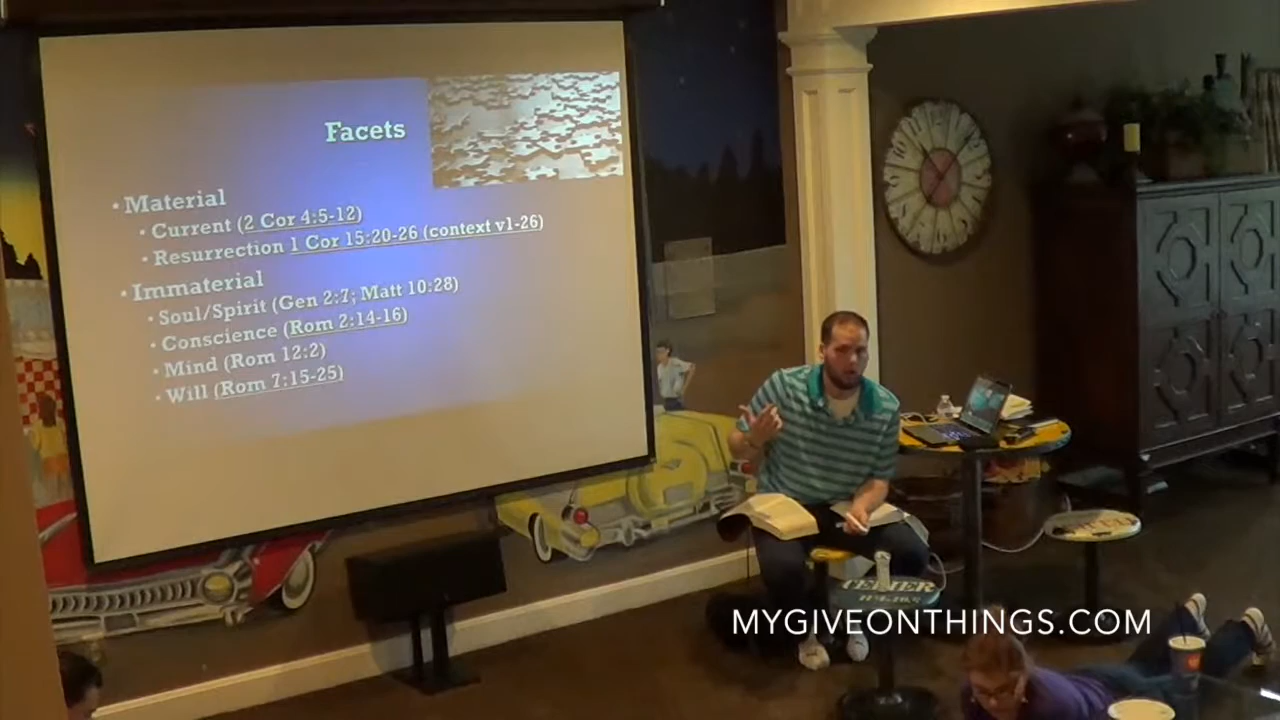 Facets
• Material
• Current (2 Cor 4:5-12)
• Resurrection 1 Cor 15:20-26 (context v1-26)
• Immaterial
• Soul/Spirit (Gen 2:7; Matt 10:28)
• Conscience (Rom 2:14-16)
• Mind (Rom 12:2)
• Will (Rom 7:15-25)
MYGIVEONTHINGS.COM